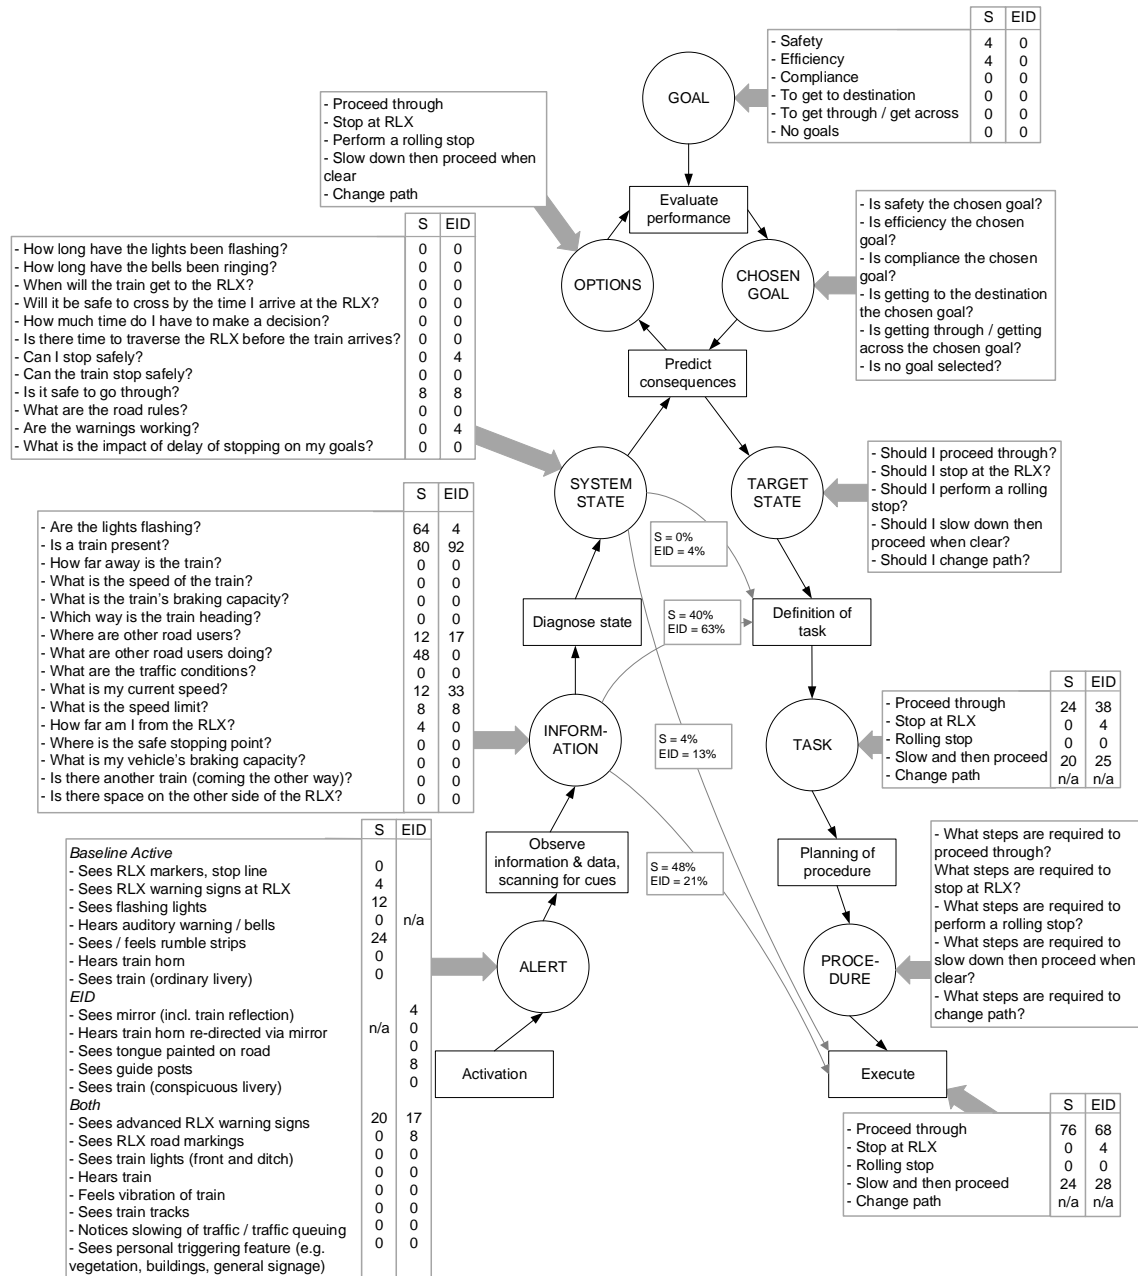 S EID
- Safety 4 0
- Efficiency 4 0
- Compliance 0 0
- To get to destination 0 0
- To get through / get across 0 0
- No goals 0 0
GOAL
- Proceed through
- Stop at RLX
- Perform a rolling stop
- Slow down then proceed when
clear
- Change path
Evaluate
performance
- Is safety the chosen
goal?
- Is efficiency the chosen
goal?
- Is compliance the chosen
goal?
- Is getting to the destination
the chosen goal?
- Is getting through / getting
across the chosen goal?
- Is no goal selected?
OPTIONS
CHOSEN
GOAL
S EID
- How long have the lights been flashing? 0 0
- How long have the bells been ringing? 0 0
- When will the train get to the RLX? 0 0
- Will it be safe to cross by the time I arrive at the RLX? 0 0
- How much time do I have to make a decision? 0 0
- Is there time to traverse the RLX before the train arrives? 0 0
- Can I stop safely? 0 4
- Can the train stop safely? 0 0
- Is it safe to go through? 8 8
- What are the road rules? 0 0
- Are the warnings working? 0 4
- What is the impact of delay of stopping on my goals? 0 0
Predict
consequences
SYSTEM
STATE
TARGET
STATE
- Should I proceed through?
- Should I stop at the RLX?
- Should I perform a rolling
stop?
- Should I slow down then
proceed when clear?
- Should I change path?
S = 0%
EID = 4%
S EID
- Are the lights flashing? 64 4
- Is a train present? 80 92
- How far away is the train? 0 0
- What is the speed of the train? 0 0
- What is the train's braking capacity? 0 0
- Which way is the train heading? 0 0
- Where are other road users? 12 17
- What are other road users doing? 48 0
- What are the traffic conditions? 0 0
- What is my current speed? 12 33
- What is the speed limit? 8 8
- How far am I from the RLX? 4 0
- Where is the safe stopping point? 0 0
- What is my vehicle's braking capacity? 0 0
- Is there another train (coming the other way)? 0 0
- Is there space on the other side of the RLX? 0 0
Diagnose state
S = 40%
EID = 63%
Definition of
task
INFORM-
ATION
S = 4%
EID = 13%
TASK
S EID
- Proceed through 24 38
- Stop at RLX 0 4
- Rolling stop 0 0
- Slow and then proceed 20 25
- Change path n/a n/a
Observe
information & data,
scanning for cues
S = 48%
EID = 21%
Planning of
procedure
- What steps are required to
proceed through?
What steps are required to
stop at RLX?
- What steps are required to
perform a rolling stop?
- What steps are required to
slow down then proceed when
clear?
- What steps are required to
change path?
PROCE-
DURE
ALERT
S EID
Baseline Active
- Sees RLX markers, stop line 0
- Sees RLX warning signs at RLX 4
- Sees flashing lights 12
- Hears auditory warning / bells 0 n/a
- Sees / feels rumble strips 24
- Hears train horn 0
- Sees train (ordinary livery) 0
EID
- Sees mirror (incl. train reflection) 4
- Hears train horn re-directed via mirror n/a 0
- Sees tongue painted on road 0
- Sees guide posts 8
- Sees train (conspicuous livery) 0
Both
- Sees advanced RLX warning signs 20 17
- Sees RLX road markings 0 8
- Sees train lights (front and ditch) 0 0
- Hears train 0 0
- Feels vibration of train 0 0
- Sees train tracks 0 0
- Notices slowing of traffic / traffic queuing 0 0
- Sees personal triggering feature (e.g. 0 0
vegetation, buildings, general signage)
Activation
Execute
S EID
- Proceed through 76 68
- Stop at RLX 0 4
- Rolling stop 0 0
- Slow and then proceed 24 28
- Change path n/a n/a